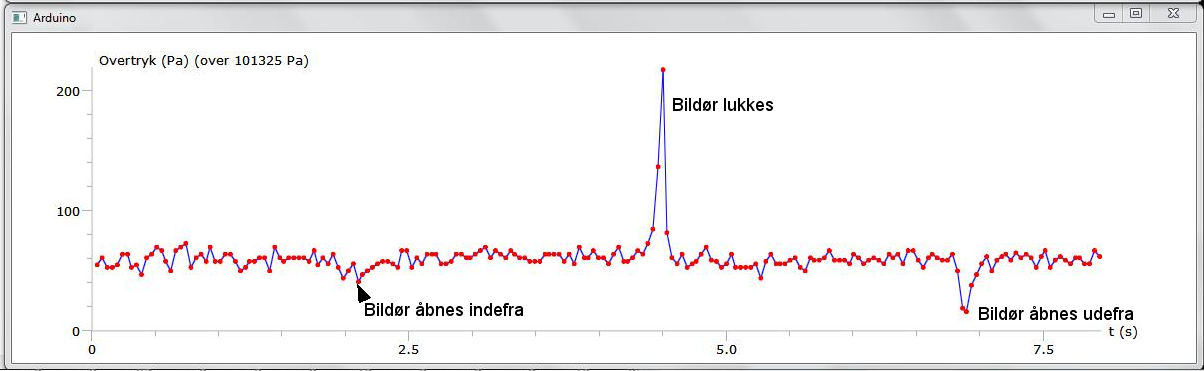 Arduino
Overtryk (Pa) (over 101325 Pa)
200
Bildør lukkes
100
Bildør åbnes indefra
Bildør åbnes udefra
0
t (s)
0
2.5
5.0
7.5